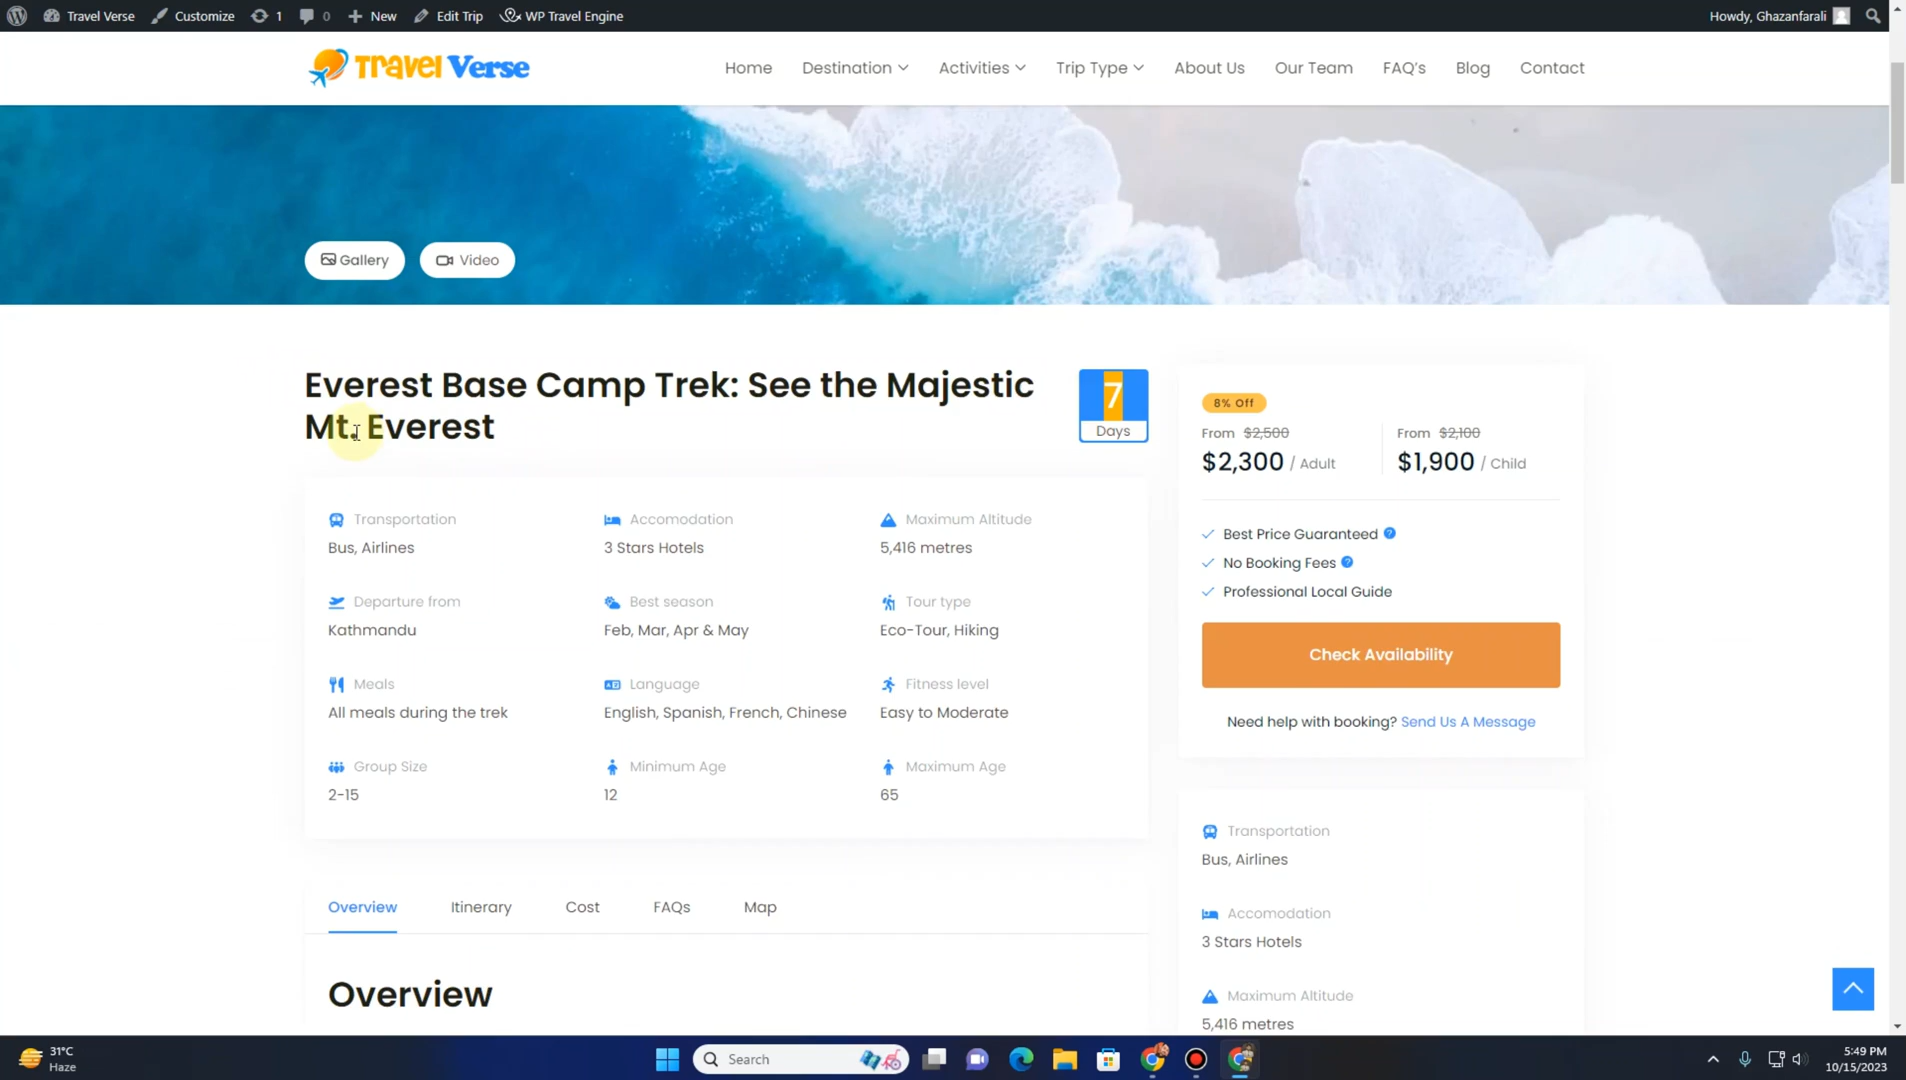 Travel Verse Customize 1 0 New Edit Trip WP Travel Engine Howdy, Ghazanfarali
Travel Verse
Home Destination Activities Trip Type About Us Our Team FAQ's Blog Contact
Gallery Video
Everest Base Camp Trek: See the Majestic
Mt. Everest
7
Days
8% Off
From $2,500 From $2,100
$2,300 / Adult $1,900 / Child
Transportation Accomodation Maximum Altitude
Bus, Airlines 3 Stars Hotels 5,416 metres
Departure from Best season Tour type
Kathmandu Feb, Mar, Apr & May Eco-Tour, Hiking
Meals Language Fitness level
All meals during the trek English, Spanish, French, Chinese Easy to Moderate
Group Size Minimum Age Maximum Age
2-15 12 65
Best Price Guaranteed ?
No Booking Fees ?
Professional Local Guide
Check Availability
Need help with booking? Send Us A Message
Transportation
Bus, Airlines
Accomodation
3 Stars Hotels
Maximum Altitude
5,416 metres
Overview Itinerary Cost FAQs Map
Overview
31°C
Haze
Search
5:49 PM
10/15/2023